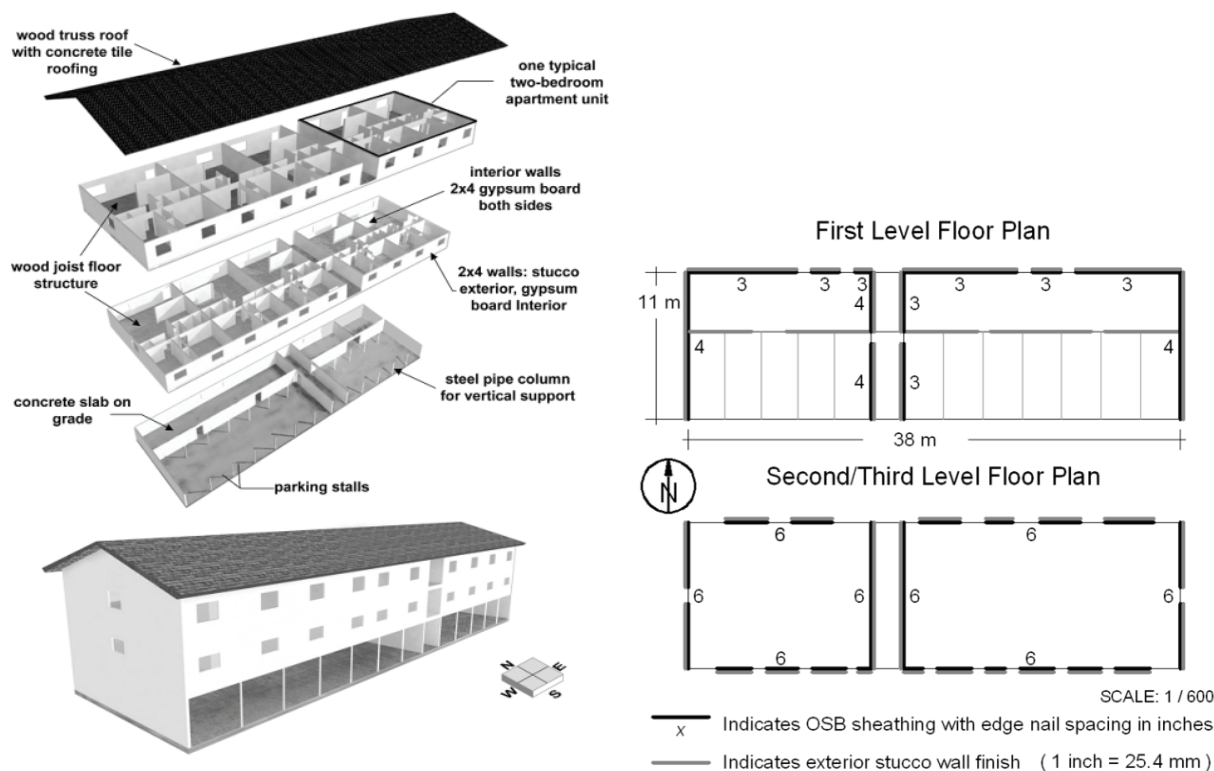 wood truss roof
with concrete tile
roofing
one typical
two-bedroom
apartment unit
interior walls
2x4 gypsum board
both sides
wood joist floor
structure
2x4 walls: stucco
exterior, gypsum
board Interior
steel pipe column
for vertical support
concrete slab on
grade
parking stalls
N E
W S
First Level Floor Plan
11 m
3 3 3 3 3 3
4 3
4 4
4 3
38 m
N
Second/Third Level Floor Plan
6 6
6 6 6 6
6 6
SCALE: 1 / 600
x Indicates OSB sheathing with edge nail spacing in inches
Indicates exterior stucco wall finish ( 1 inch = 25.4 mm )